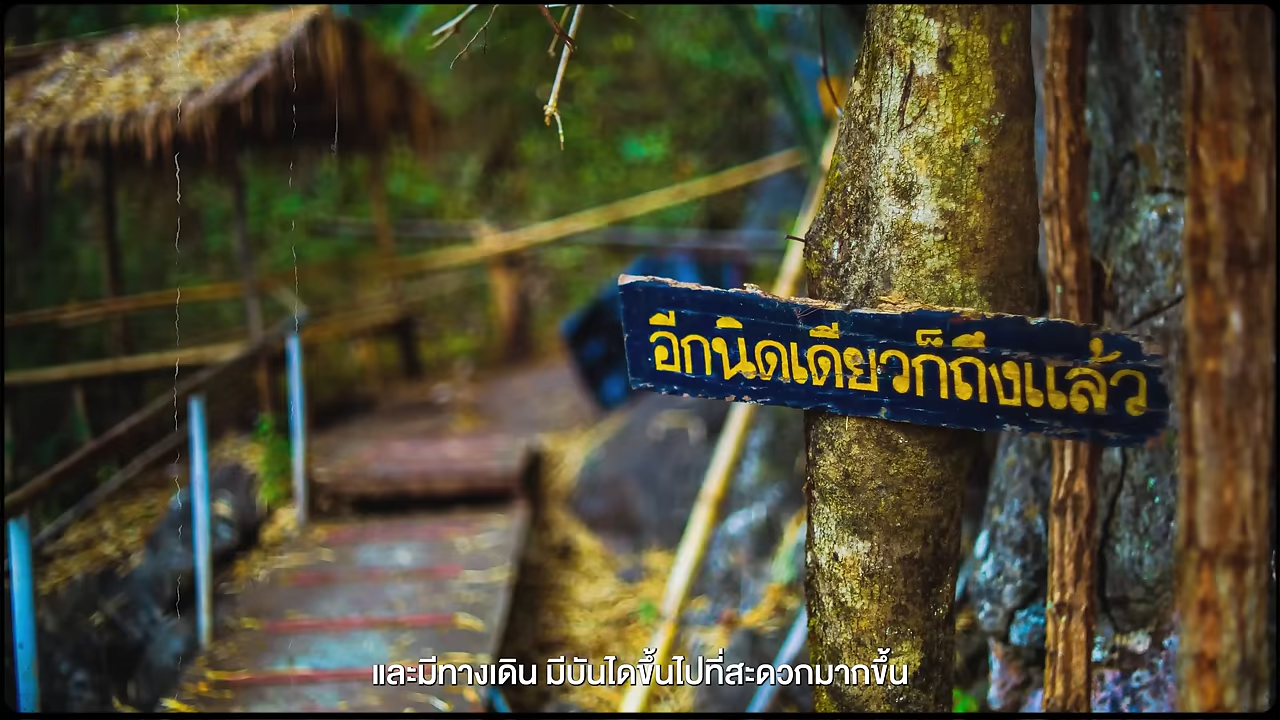 อีกนิดเดียวก็ถึงแล้ว
และมีทางเดิน มีบันไดขึ้นไปที่สะดวกมากขึ้น